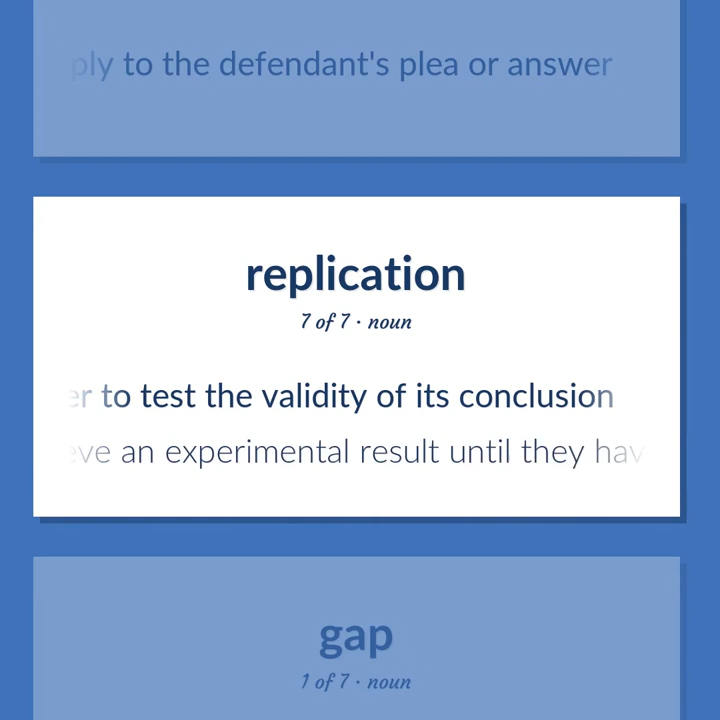 to the defendant's plea or answer
replication
7 of 7 · noun
to test the validity of its conclusion
an experimental result until they
gap
1 of 7 · noun